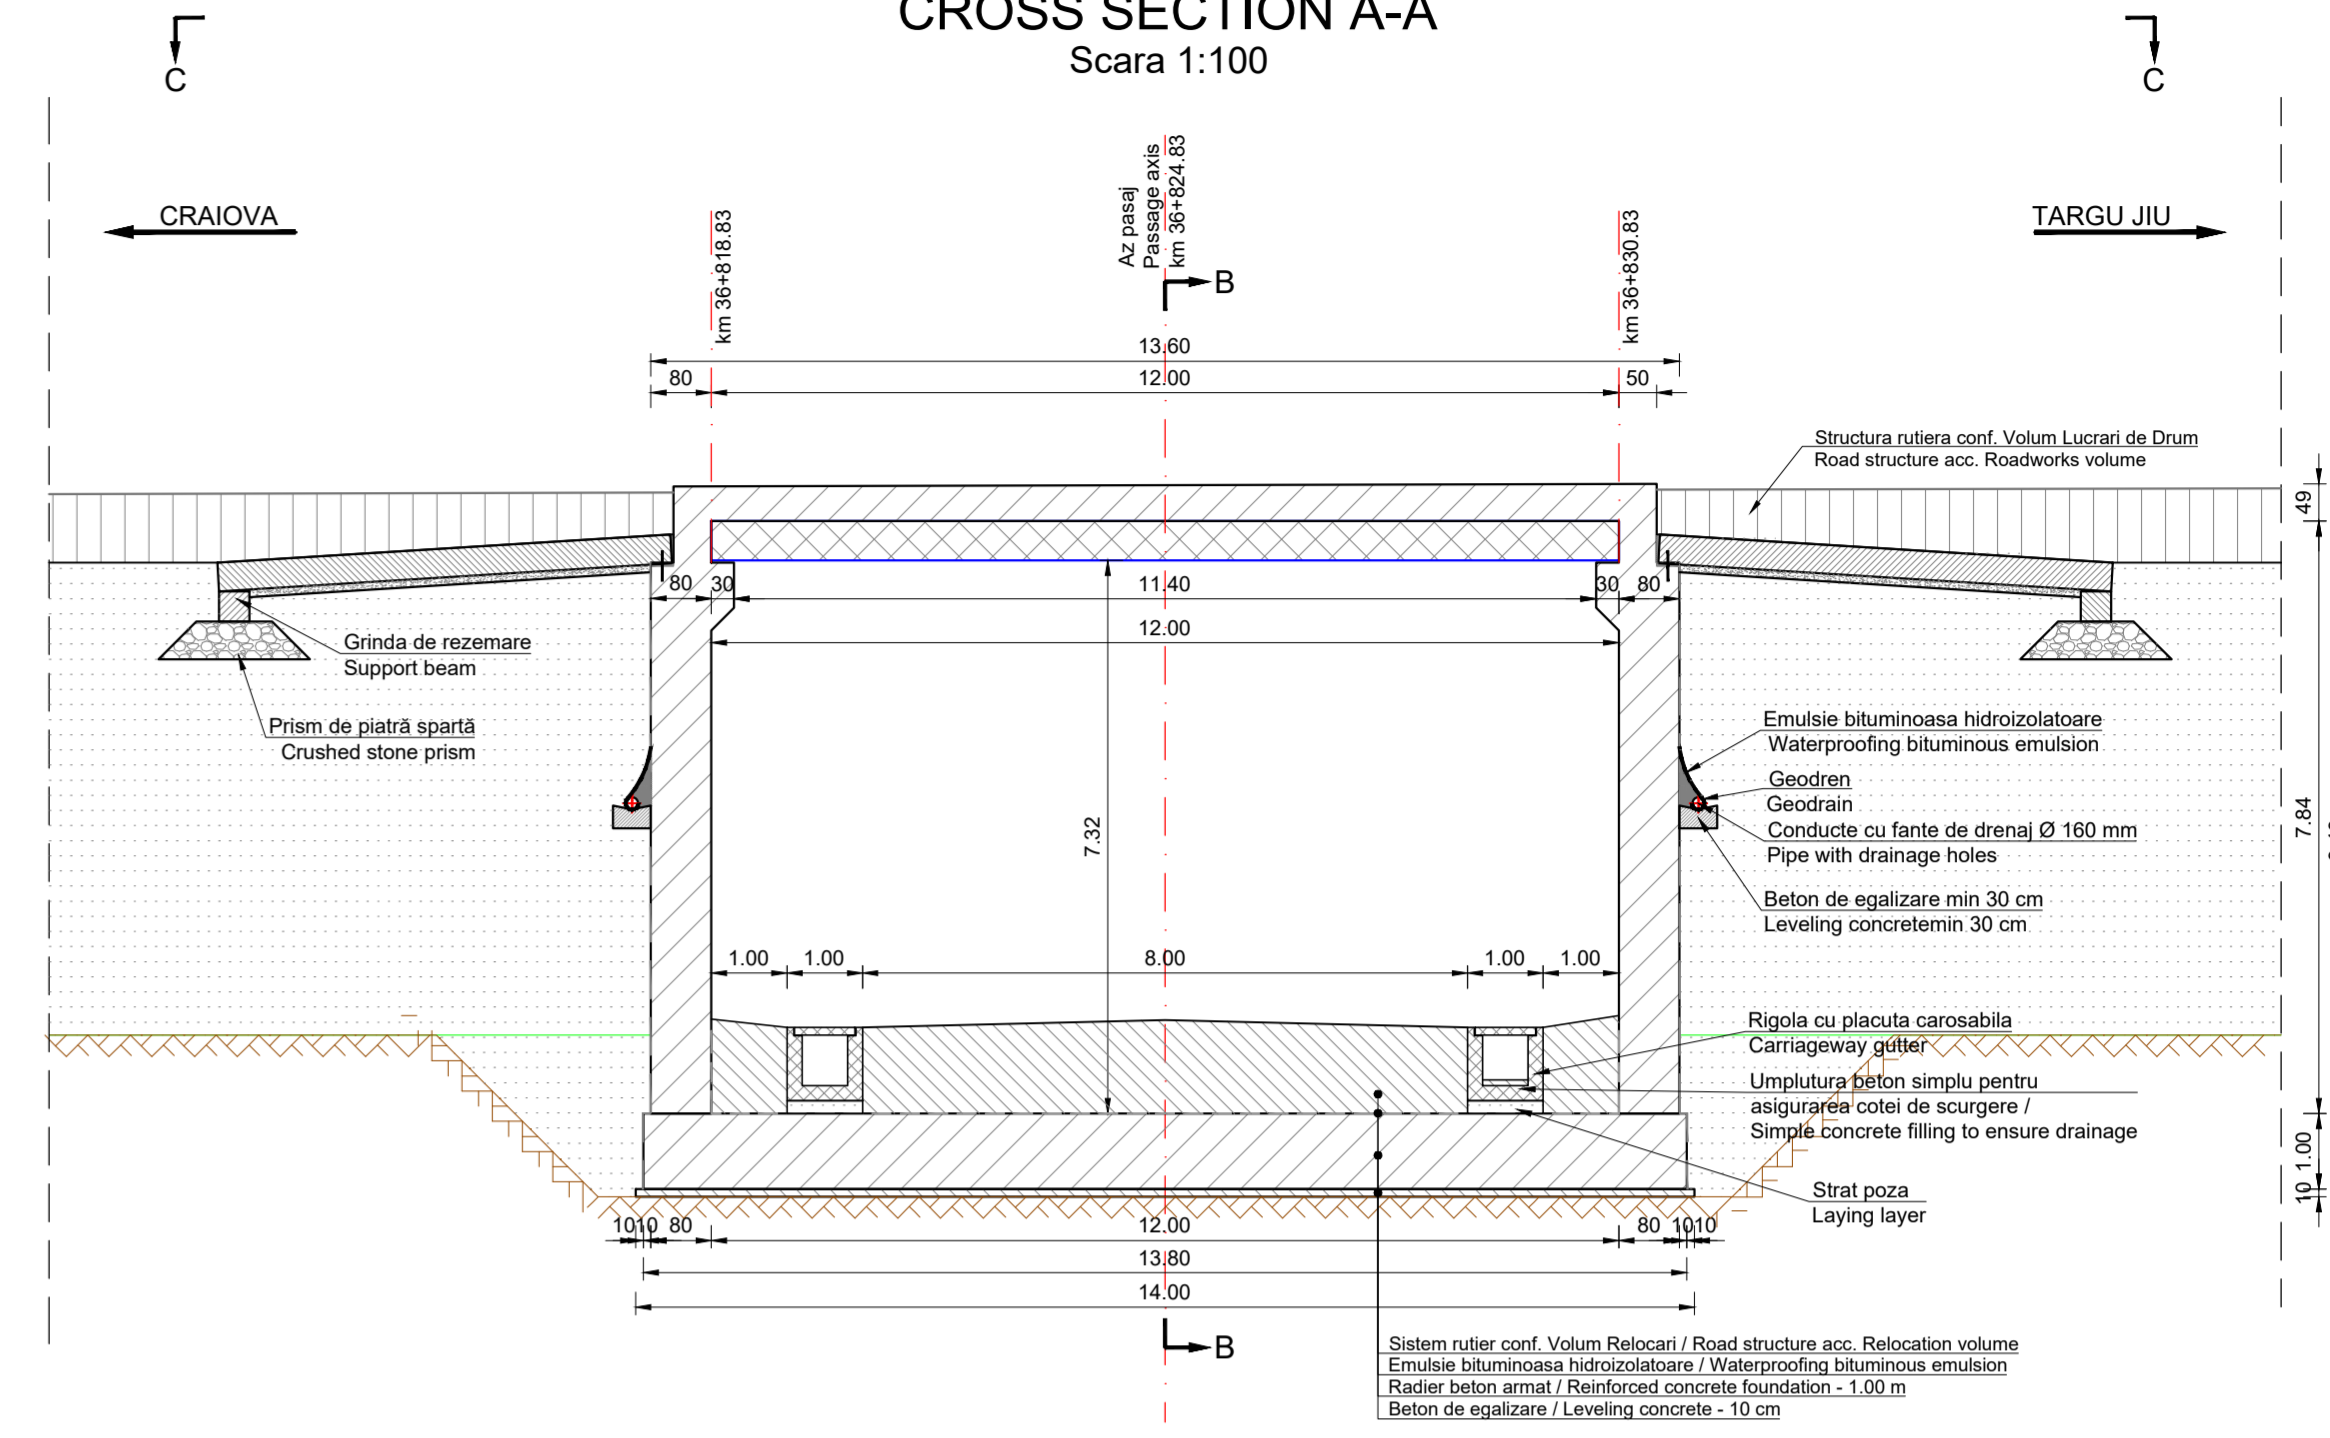 CROSS SECTION A-A
Scara 1:100
C
C
CRAIOVA
TARGU JIU
km 36+818.83
Az pasaj
Passage axis
km 36+824.83
km 36+830.83
B
13.60
80
12.00
50
Structura rutiera conf. Volum Lucrari de Drum
Road structure acc. Roadworks volume
49
80
30
11.40
30
80
12.00
Grinda de rezemare
Support beam
Prism de piatră spartă
Crushed stone prism
Emulsie bituminoasa hidroizolatoare
Waterproofing bituminous emulsion
Geodren
Geodrain
Conducte cu fante de drenaj Ø 160 mm
Pipe with drainage holes
7.32
7.84
Beton de egalizare min 30 cm
Leveling concretemin 30 cm
1.00
1.00
8.00
1.00
1.00
Rigola cu placuta carosabila
Carriageway gutter
Umplutura beton simplu pentru
asigurarea cotei de scurgere /
Simple concrete filling to ensure drainage
1.00
10
Strat poza
Laying layer
10
10
80
12.00
80
10
10
13.80
14.00
B
Sistem rutier conf. Volum Relocari / Road structure acc. Relocation volume
Emulsie bituminoasa hidroizolatoare / Waterproofing bituminous emulsion
Radier beton armat / Reinforced concrete foundation - 1.00 m
Beton de egalizare / Leveling concrete - 10 cm